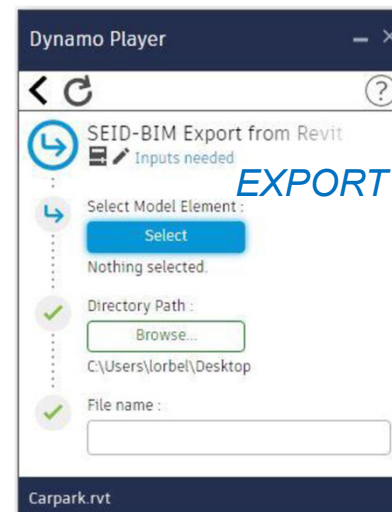 Dynamo Player
SEID-BIM Export from Revit
Inputs needed
EXPORT
Select Model Element :
Select
Nothing selected.
Directory Path :
Browse...
C:\Users\lorbel\Desktop
File name :
Carpark.rvt